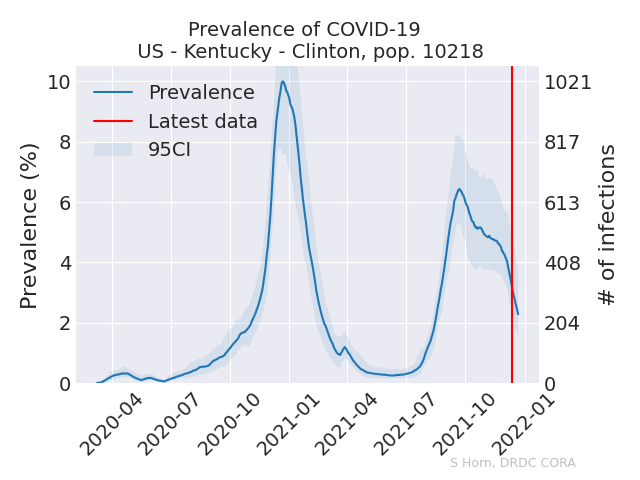 Prevalence of COVID-19
US - Kentucky - Clinton, pop. 10218
Prevalence
Latest data
95CI
Prevalence (%)
10
8
6
4
2
0
1021
817
613
408
204
0
# of infections
2020-04
2020-07
2020-10
2021-01
2021-04
2021-07
2021-10
2022-01
S Horn, DRDC CORA